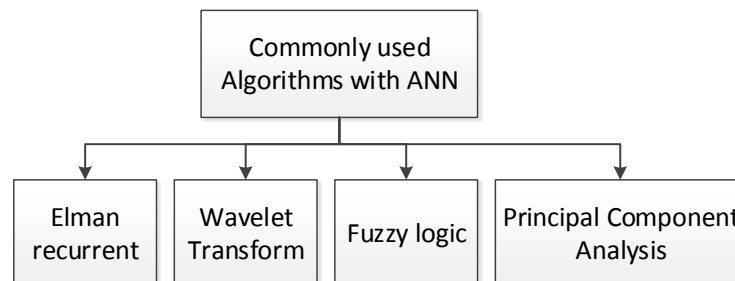 Commonly used
Algorithms with ANN
Elman
recurrent
Wavelet
Transform
Fuzzy logic
Principal Component
Analysis